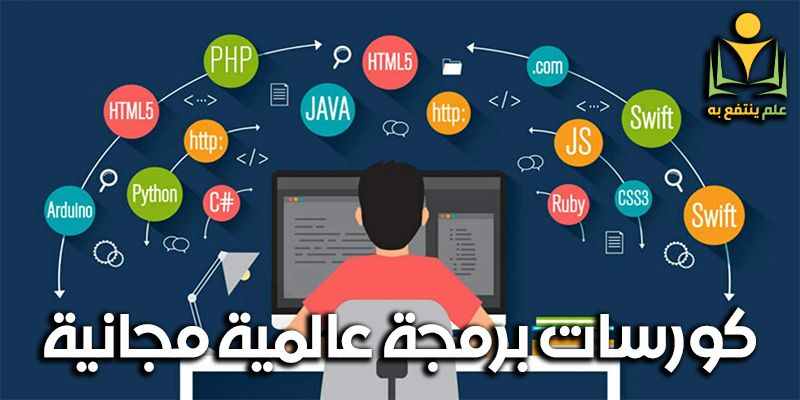 PHP
HTML5
.com
HTML5
JAVA
http:
Swift
علم ينتفع به
http:
JS
Arduino
Python
C#
Ruby
CSS3
Swift
كورسات برمجة عالمية مجانية